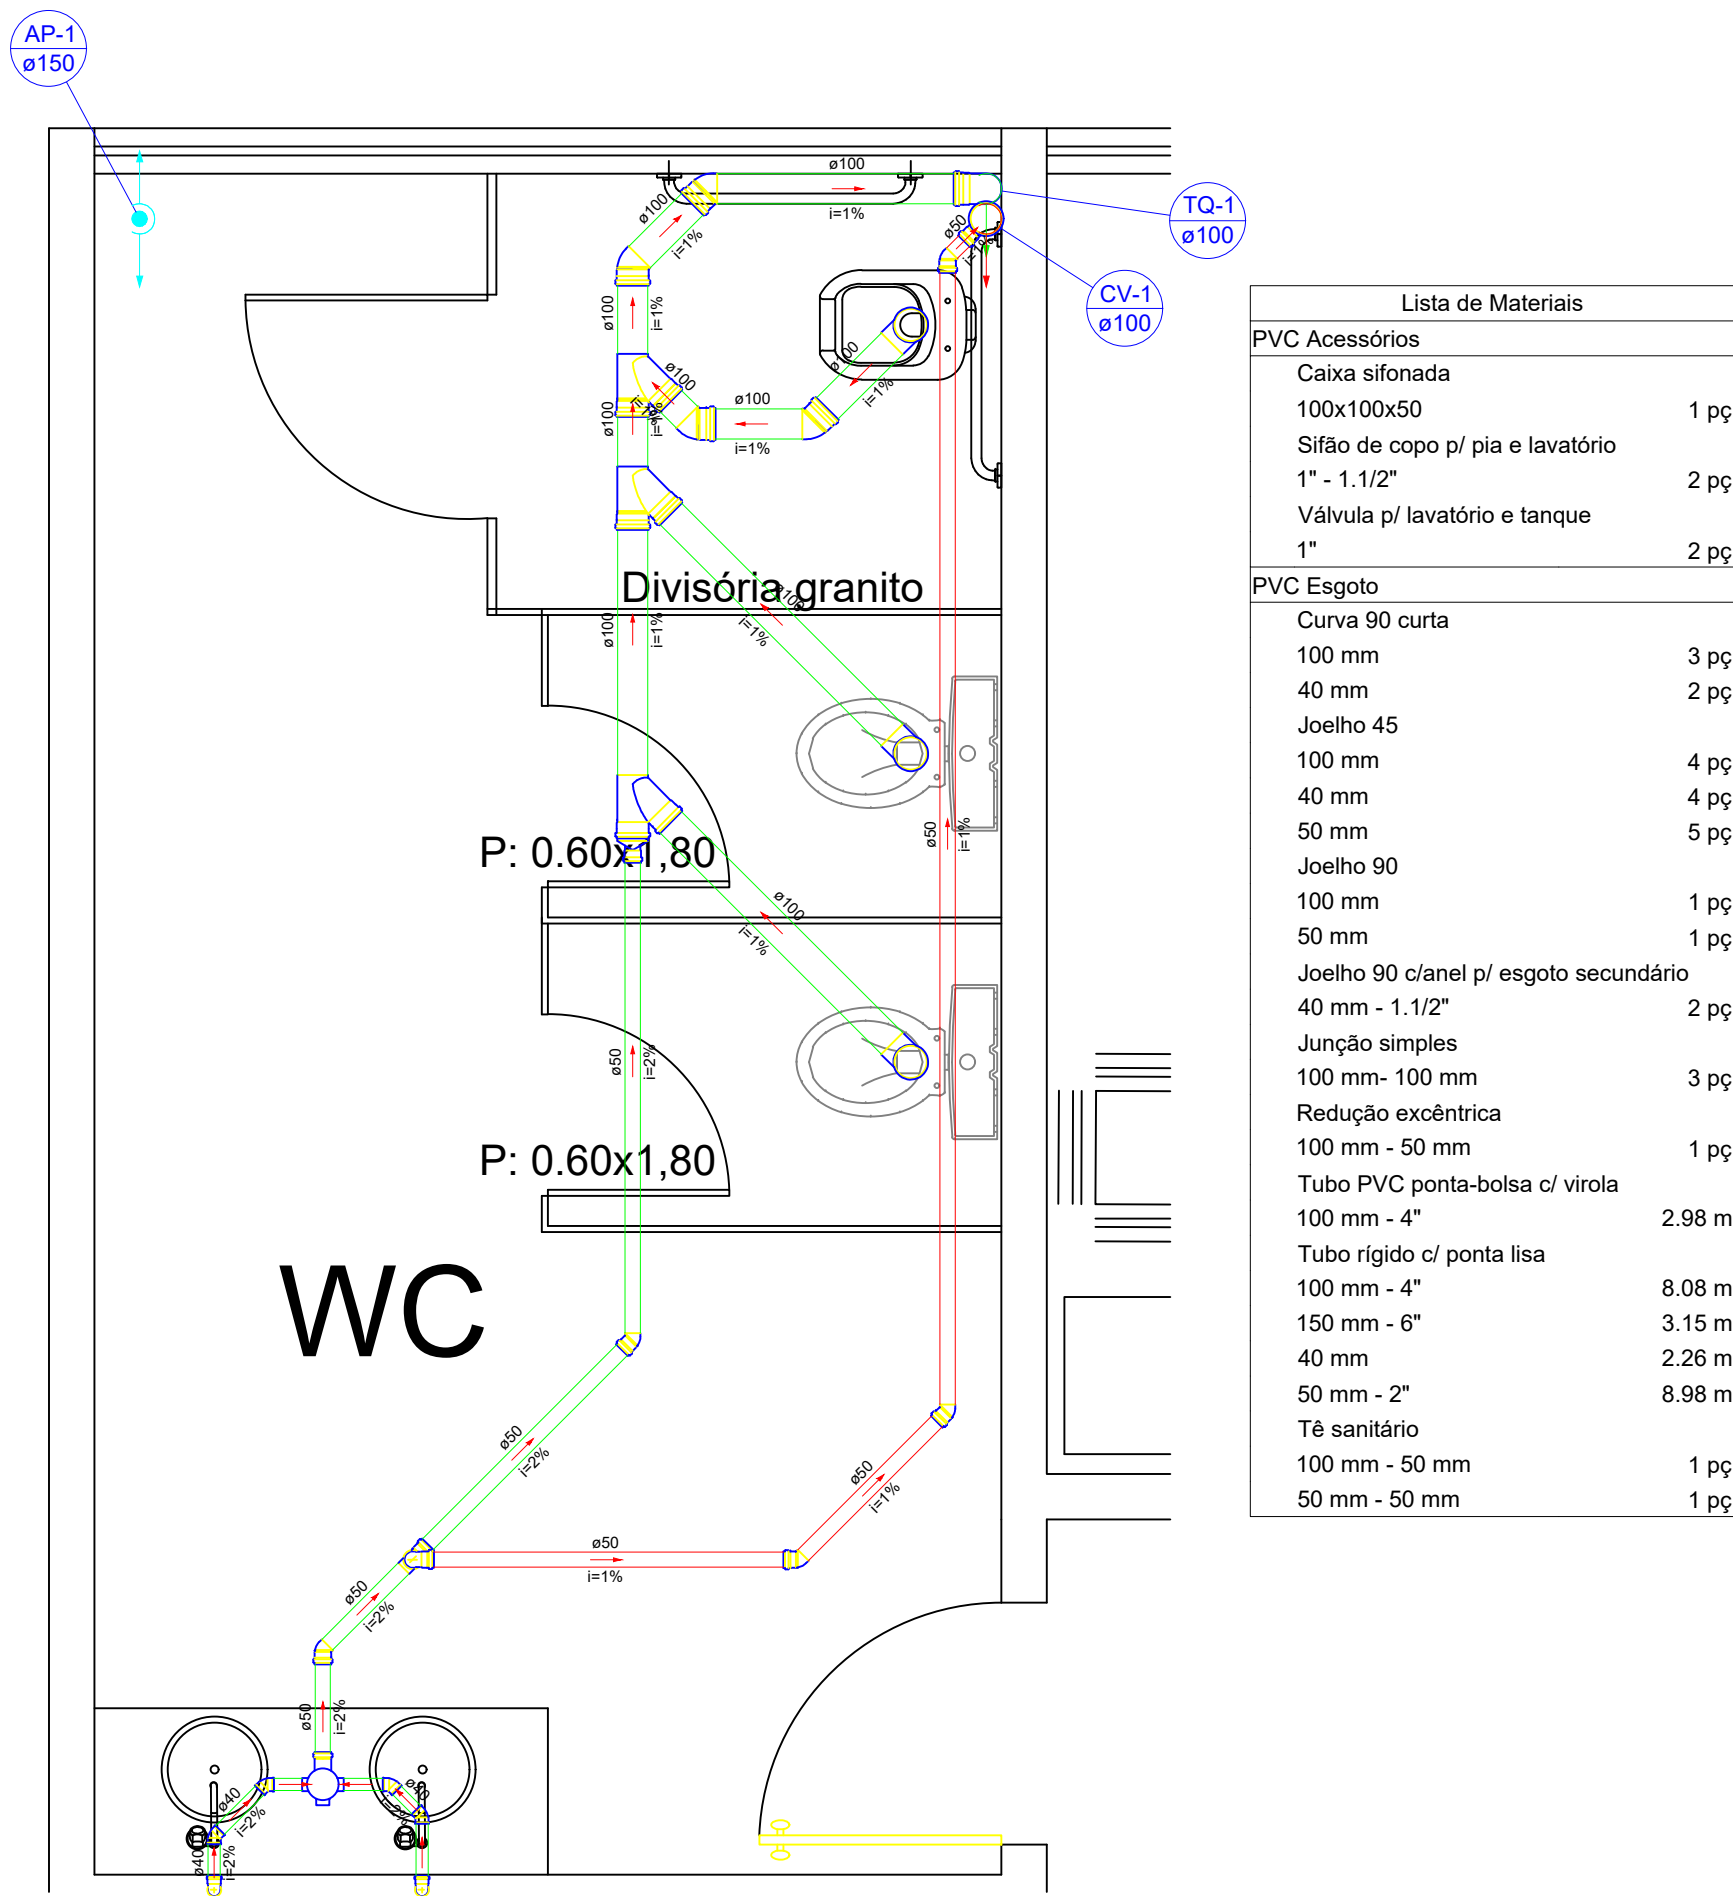 AP-1
ø150
ø100
i=1%
TQ-1
ø100
ø100
i=1%
ø50
i=1%
CV-1
ø100
ø100
i=1%
ø100
i=1%
ø100
i=1%
ø100
i=1%
ø100
i=1%
Divisória granito
ø100
i=1%
ø100
i=1%
P: 0.60x1,80
ø50
i=1%
ø100
i=1%
ø50
i=2%
P: 0.60x1,80
WC
ø50
i=2%
ø50
i=1%
ø50
i=1%
ø50
i=2%
ø50
i=2%
ø40
i=2%
ø40
i=2%
ø40
i=2%
Lista de Materiais
PVC Acessórios
Caixa sifonada
100x100x50 1 pç
Sifão de copo p/ pia e lavatório
1" - 1.1/2" 2 pç
Válvula p/ lavatório e tanque
1" 2 pç
PVC Esgoto
Curva 90 curta
100 mm 3 pç
40 mm 2 pç
Joelho 45
100 mm 4 pç
40 mm 4 pç
50 mm 5 pç
Joelho 90
100 mm 1 pç
50 mm 1 pç
Joelho 90 c/anel p/ esgoto secundário
40 mm - 1.1/2" 2 pç
Junção simples
100 mm- 100 mm 3 pç
Redução excêntrica
100 mm - 50 mm 1 pç
Tubo PVC ponta-bolsa c/ virola
100 mm - 4" 2.98 m
Tubo rígido c/ ponta lisa
100 mm - 4" 8.08 m
150 mm - 6" 3.15 m
40 mm 2.26 m
50 mm - 2" 8.98 m
Tê sanitário
100 mm - 50 mm 1 pç
50 mm - 50 mm 1 pç